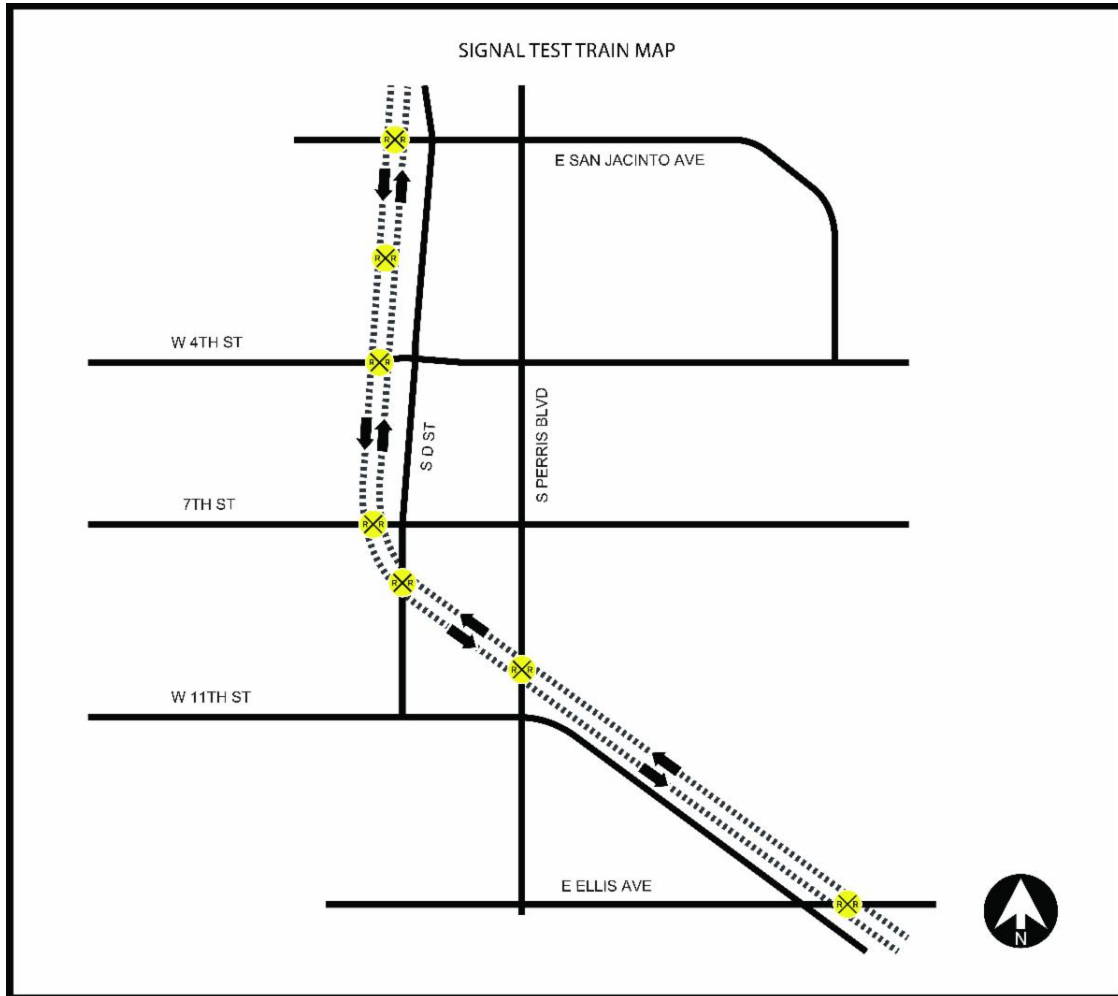 SIGNAL TEST TRAIN MAP
R R
E SAN JACINTO AVE
R R
W 4TH ST
R R
S D ST
S PERRIS BLVD
7TH ST
R R
R R
R R
W 11TH ST
E ELLIS AVE
R R
N